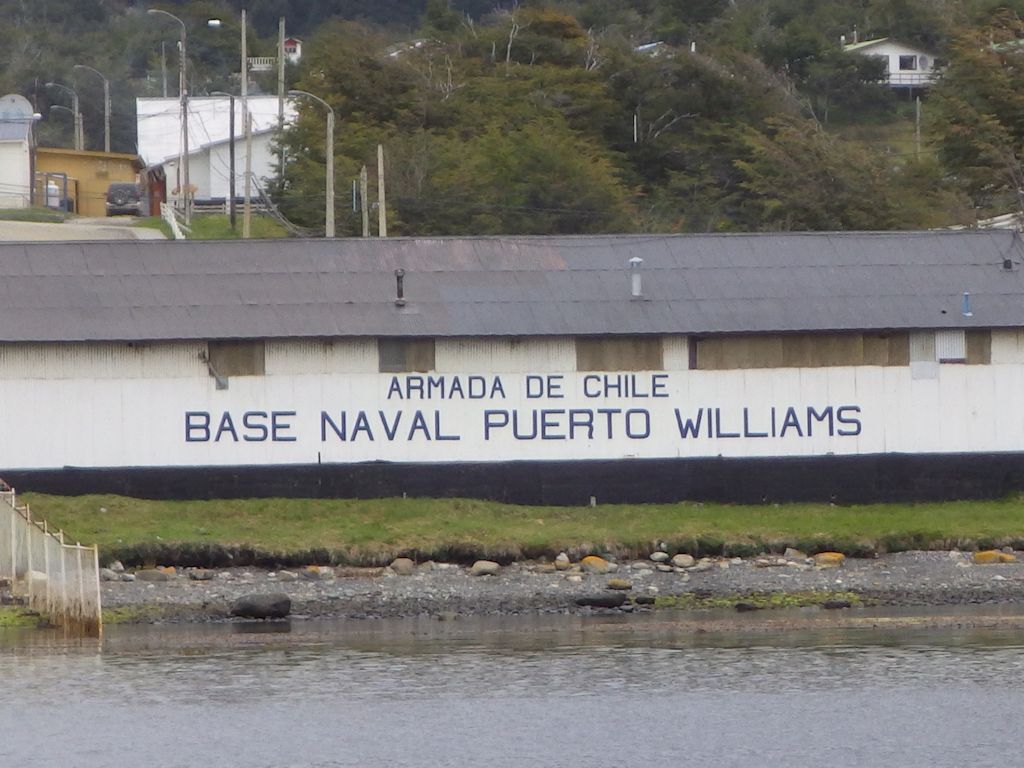 ARMADA DE CHILE
BASE NAVAL PUERTO WILLIAMS